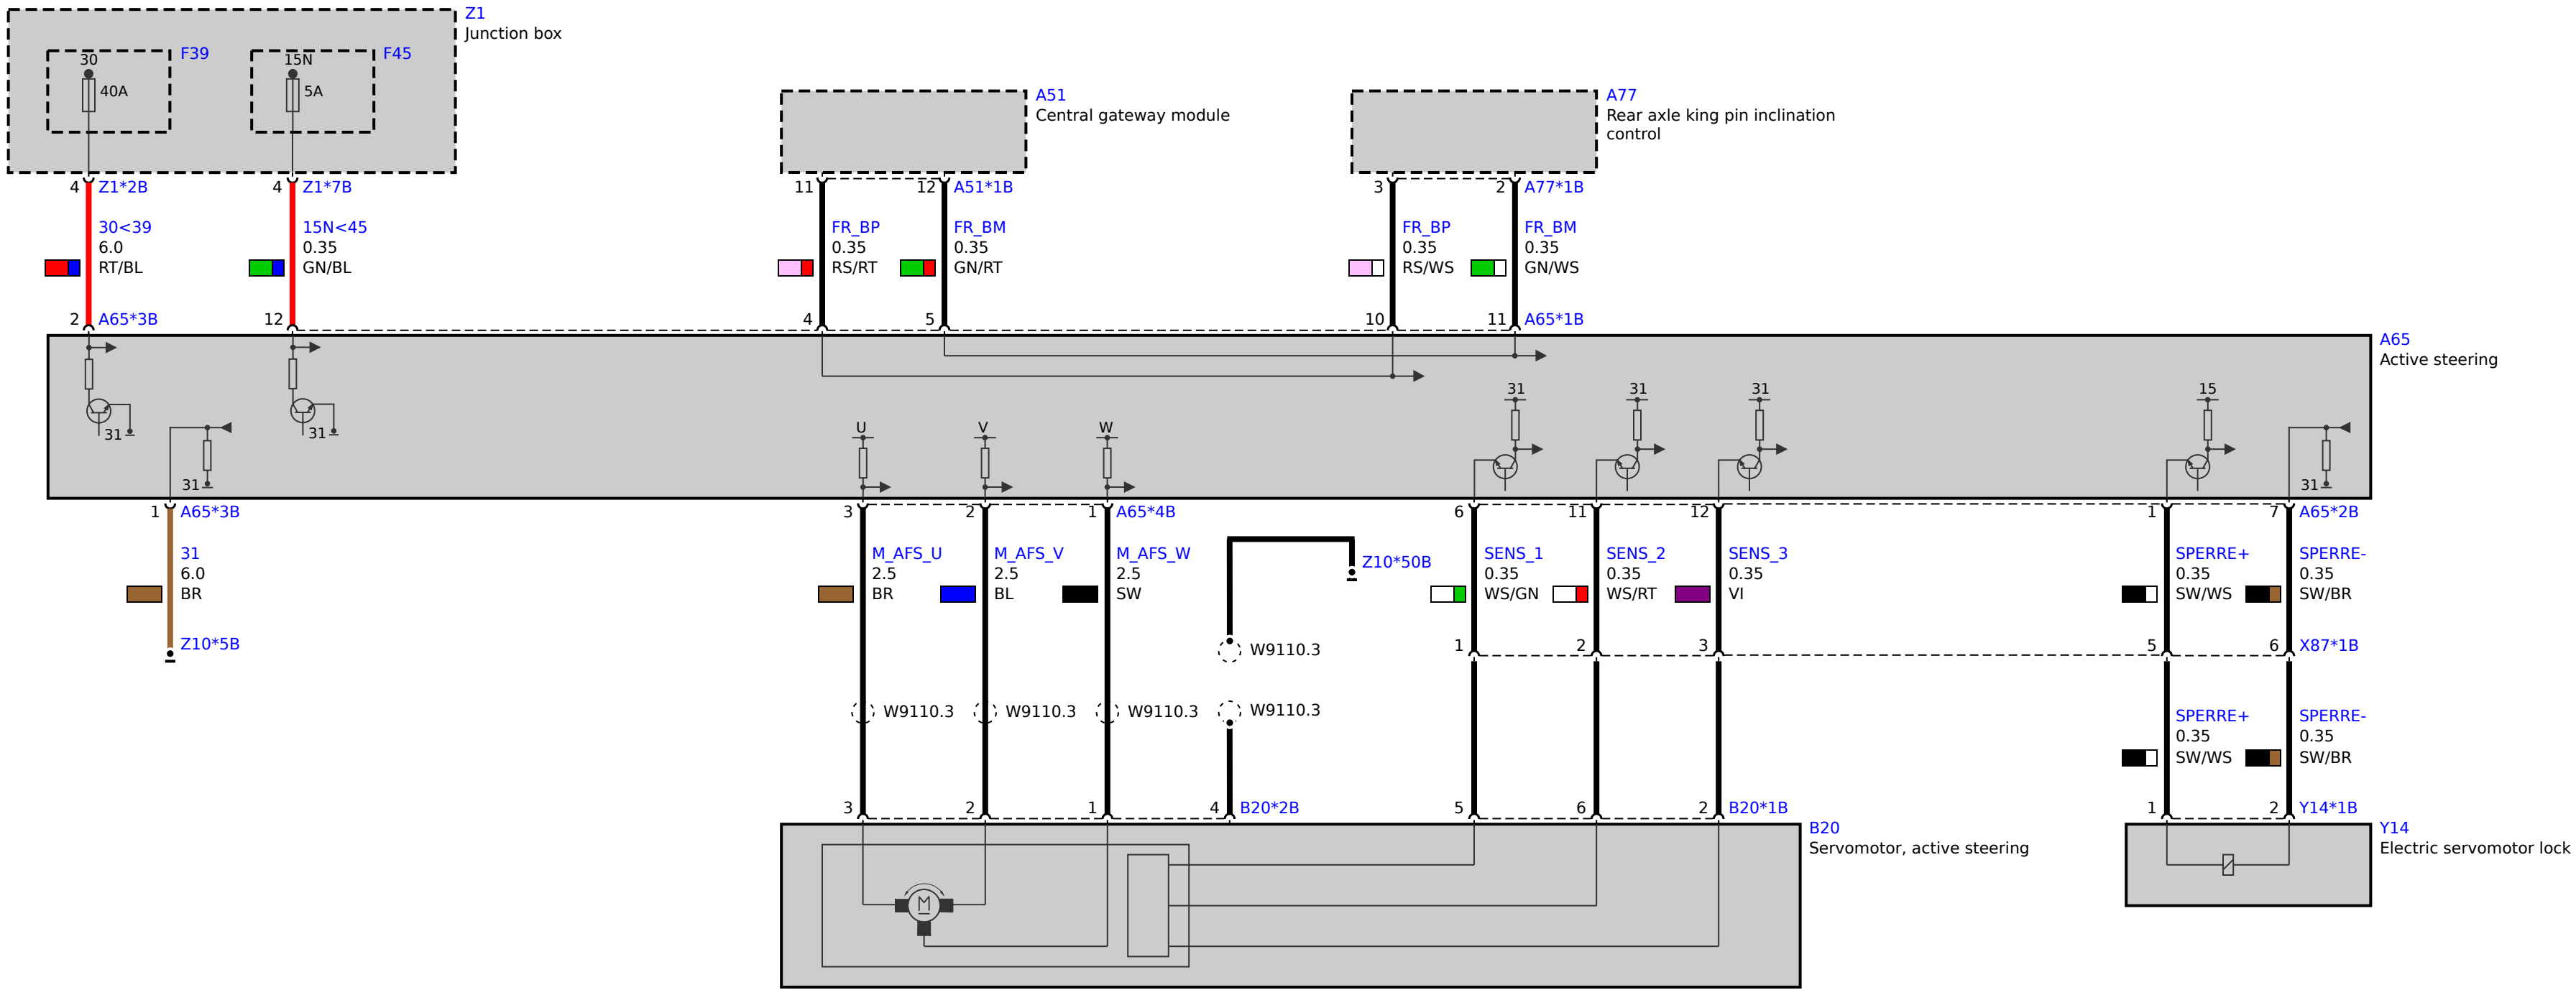 Z1
Junction box
F39
30
40A
F45
15N
5A
A51
Central gateway module
A77
Rear axle king pin inclination
control
4 Z1*2B
4 Z1*7B
11
12 A51*1B
3
2 A77*1B
30<39
6.0
RT/BL
15N<45
0.35
GN/BL
FR_BP
0.35
RS/RT
FR_BM
0.35
GN/RT
FR_BP
0.35
RS/WS
FR_BM
0.35
GN/WS
2 A65*3B
12
4
5
10
11 A65*1B
A65
Active steering
31
31
31
U
V
W
31
31
31
15
31
1 A65*3B
3
2
1 A65*4B
6
11
12
1
7 A65*2B
31
6.0
BR
M_AFS_U
2.5
BR
M_AFS_V
2.5
BL
M_AFS_W
2.5
SW
Z10*50B
SENS_1
0.35
WS/GN
SENS_2
0.35
WS/RT
SENS_3
0.35
VI
SPERRE+
0.35
SW/WS
SPERRE-
0.35
SW/BR
Z10*5B
W9110.3
1
2
3
5
6 X87*1B
W9110.3
W9110.3
W9110.3
W9110.3
SPERRE+
0.35
SW/WS
SPERRE-
0.35
SW/BR
3
2
1
4 B20*2B
5
6
2 B20*1B
1
2 Y14*1B
B20
Servomotor, active steering
M
Y14
Electric servomotor lock